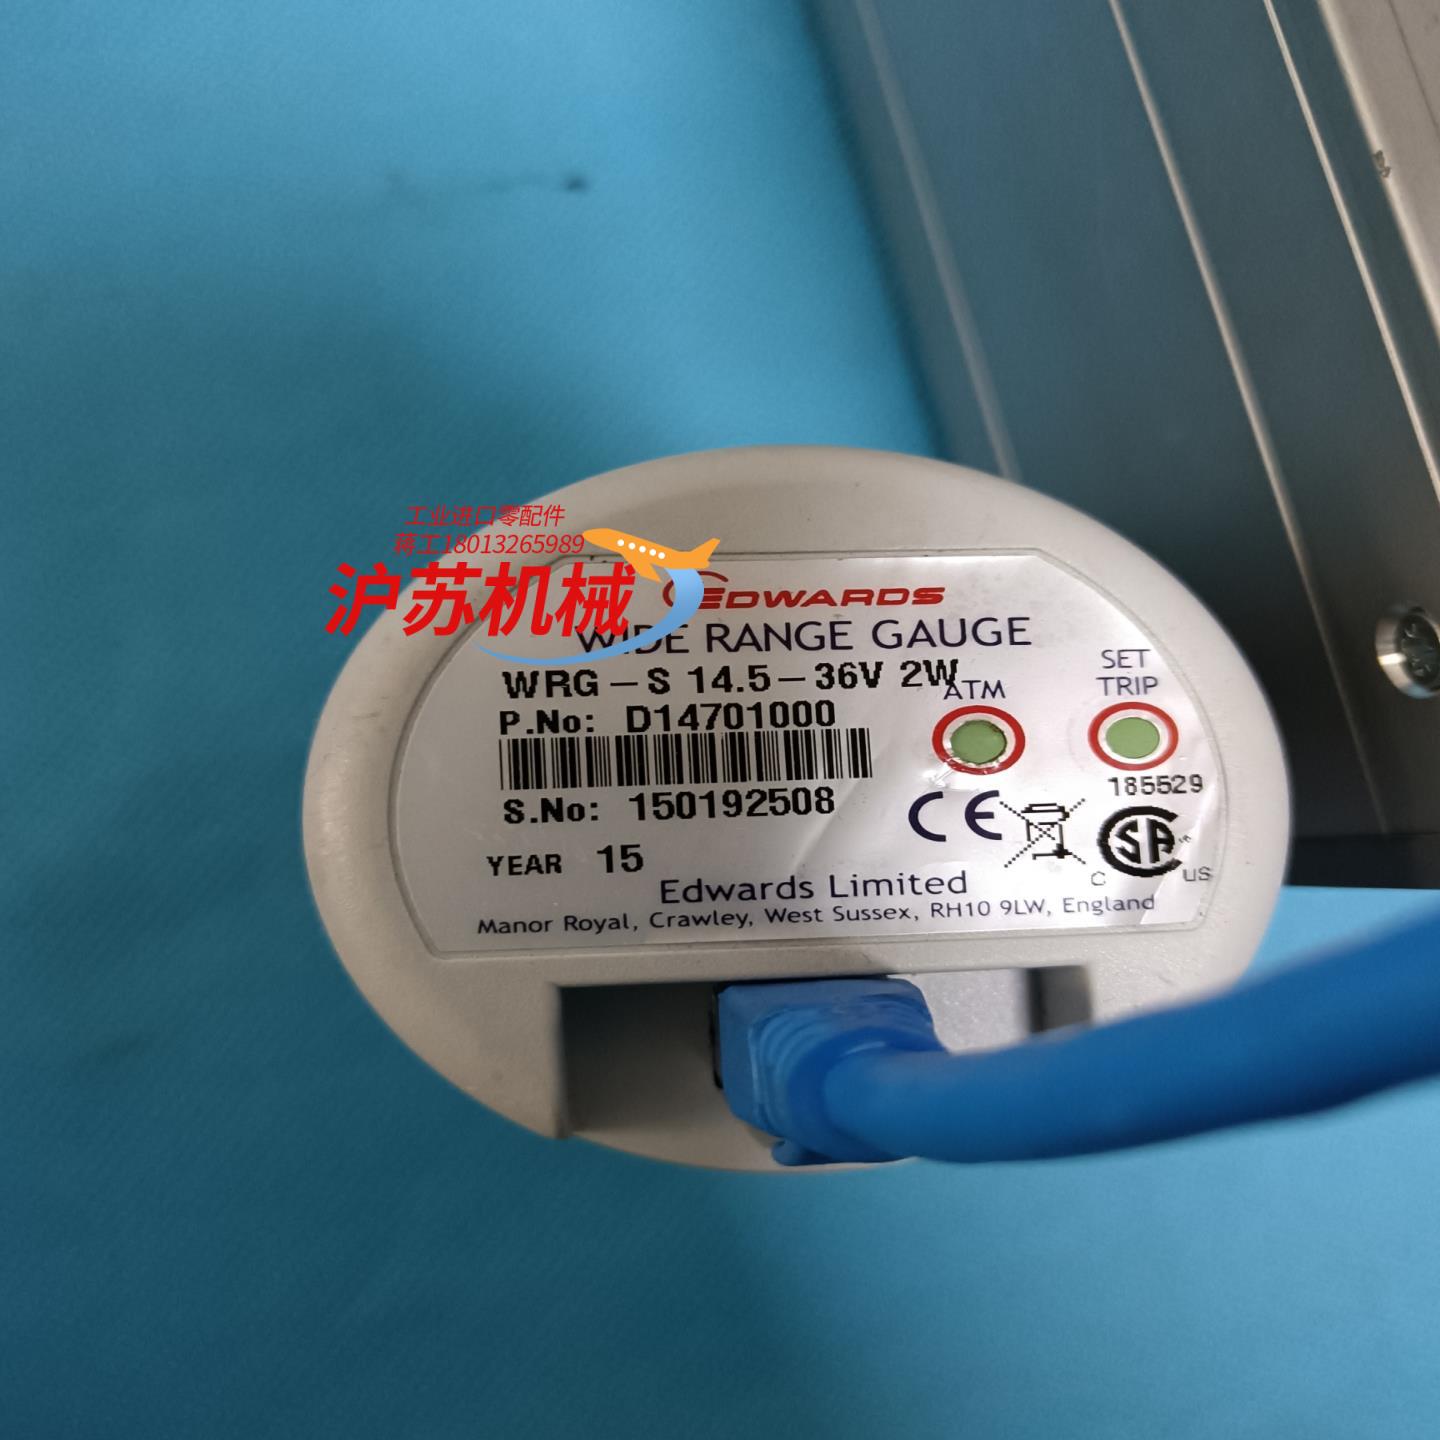 工业进口零配件
蒋工18013265989
沪苏机械
EDWARDS
WIDE RANGE GAUGE
WRG-S 14.5-36V 2W
ATM
SET
TRIP
P.No: D14701000
S.No: 150192508
185529
CE
SA
C US
YEAR 15
Edwards Limited
Manor Royal, Crawley, West Sussex, RH10 9LW, England